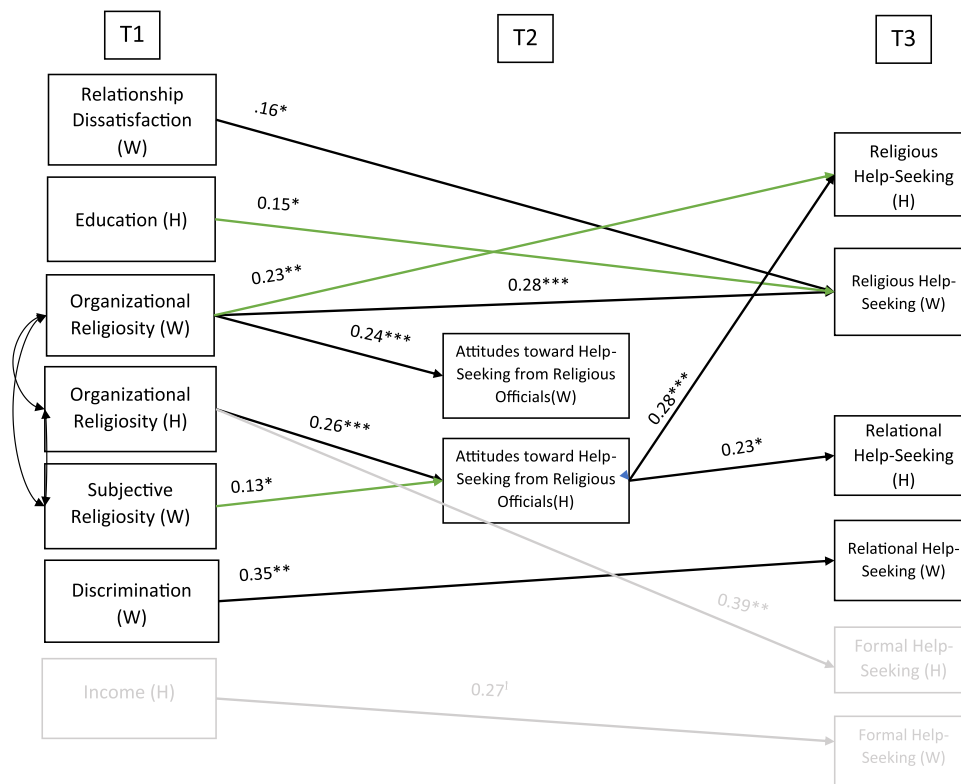 T1
T2
T3
Relationship
Dissatisfaction
(W)
.16*
Education (H)
0.15*
Organizational
Religiosity (W)
0.23**
0.28***
0.24***
Organizational
Religiosity (H)
0.26***
Subjective
Religiosity (W)
0.13*
Discrimination
(W)
0.35**
Income (H)
0.27ˡ
Attitudes toward Help-
Seeking from Religious
Officials(W)
Attitudes toward Help-
Seeking from Religious
Officials(H)
0.28***
0.23*
0.39**
Religious
Help-Seeking
(H)
Religious Help-
Seeking (W)
Relational
Help-Seeking
(H)
Relational Help-
Seeking (W)
Formal Help-
Seeking (H)
Formal Help-
Seeking (W)